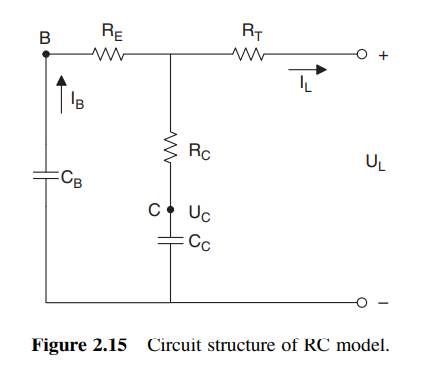 B
R_E
R_T
+
I_B
I_L
R_C
U_L
C_B
C
U_C
C_C
−
Figure 2.15 Circuit structure of RC model.